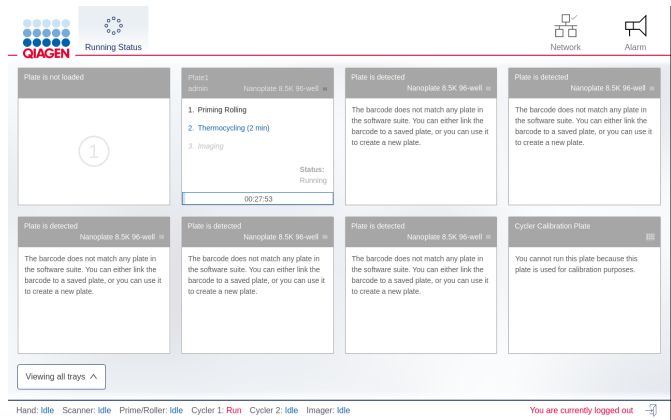 QIAGEN
Running Status
Network
Alarm
Plate is not loaded
1
Plate1
admin Nanoplate 8.5K 96-well
1. Priming Rolling
2. Thermocycling (2 min)
3. Imaging
Status:
Running
00:27:53
Plate is detected
Nanoplate 8.5K 96-well
The barcode does not match any plate in
the software suite. You can either link the
barcode to a saved plate, or you can use it
to create a new plate.
Plate is detected
Nanoplate 8.5K 96-well
The barcode does not match any plate in
the software suite. You can either link the
barcode to a saved plate, or you can use it
to create a new plate.
Plate is detected
Nanoplate 8.5K 96-well
The barcode does not match any plate in
the software suite. You can either link the
barcode to a saved plate, or you can use it
to create a new plate.
Plate is detected
Nanoplate 8.5K 96-well
The barcode does not match any plate in
the software suite. You can either link the
barcode to a saved plate, or you can use it
to create a new plate.
Plate is detected
Nanoplate 8.5K 96-well
The barcode does not match any plate in
the software suite. You can either link the
barcode to a saved plate, or you can use it
to create a new plate.
Cycler Calibration Plate
You cannot run this plate because this
plate is used for calibration purposes.
Viewing all trays
Hand: Idle Scanner: Idle Prime/Roller: Idle Cycler 1: Run Cycler 2: Idle Imager: Idle You are currently logged out